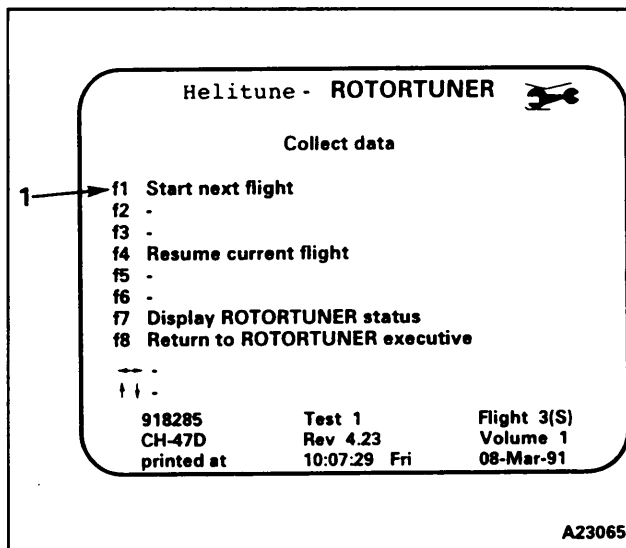 Helitune - ROTORTUNER
Collect data
1
f1 Start next flight
f2 -
f3 -
f4 Resume current flight
f5 -
f6 -
f7 Display ROTORTUNER status
f8 Return to ROTORTUNER executive
↔ -
↑ ↓ -
918285 Test 1 Flight 3(S)
CH-47D Rev 4.23 Volume 1
printed at 10:07:29 Fri 08-Mar-91
A23065